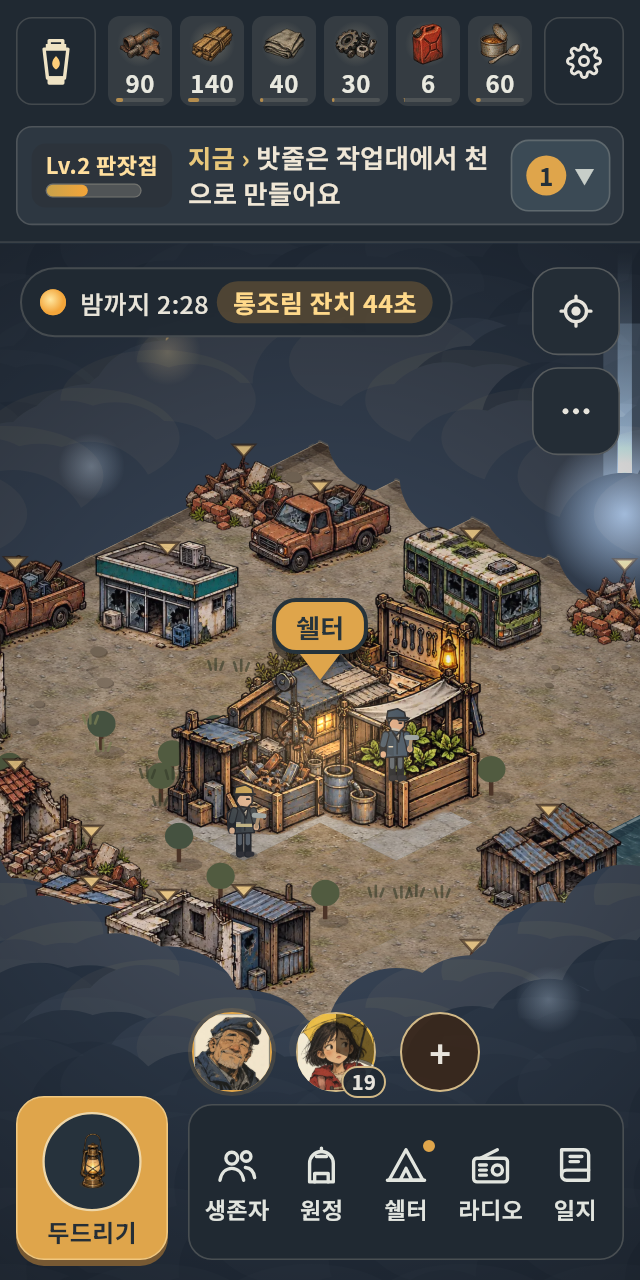 90
140
40
30
6
60
Lv.2 판잣집
지금 › 밧줄은 작업대에서 천
으로 만들어요
1
밤까지 2:28
통조림 잔치 44초
쉘터
19
+
두드리기
생존자
원정
쉘터
라디오
일지